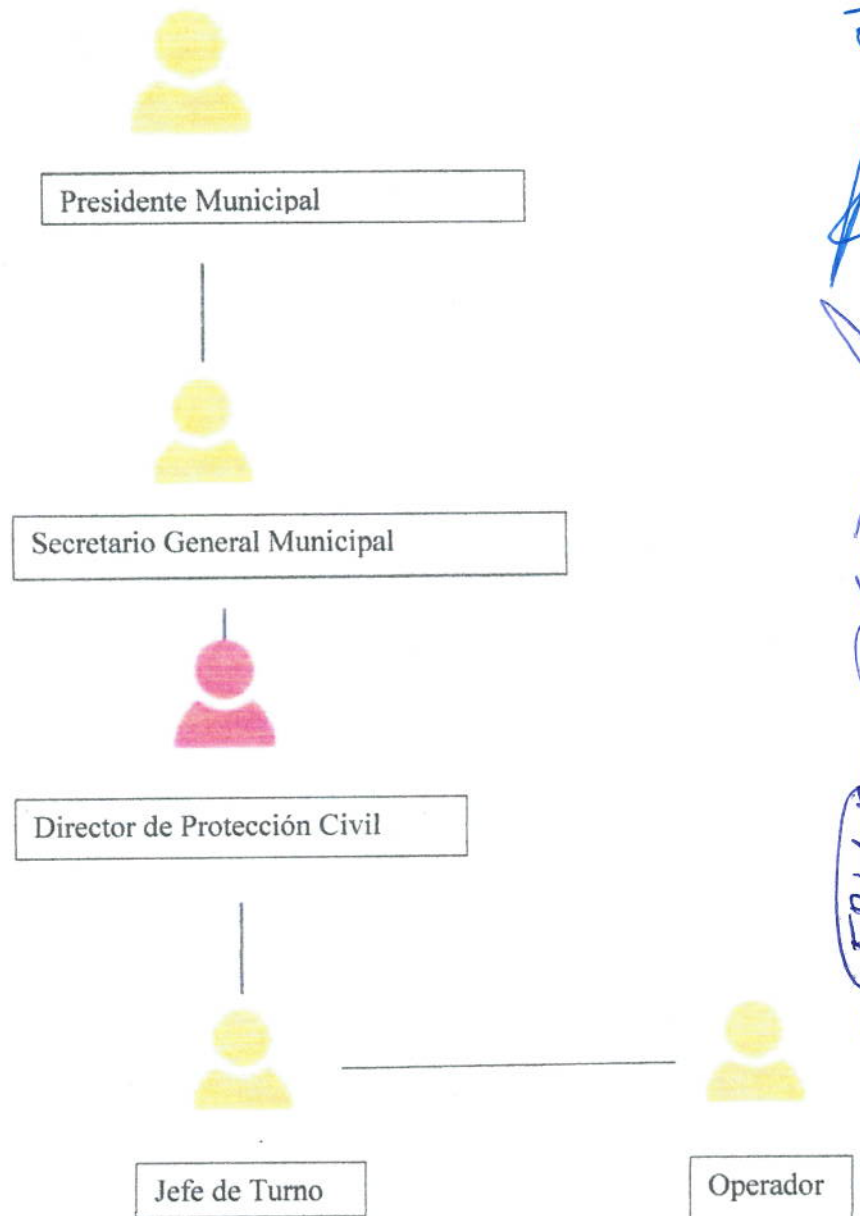 Presidente Municipal
Secretario General Municipal
Director de Protección Civil
Jefe de Turno
Operador